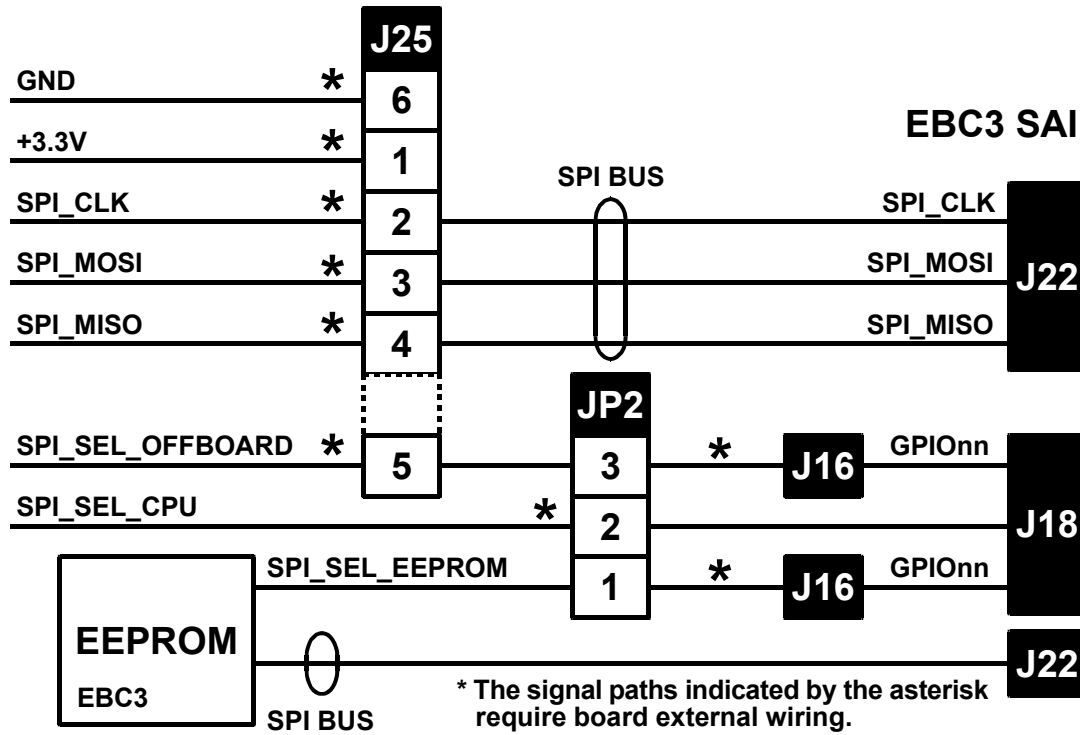 J25
GND *
6
EBC3 SAI
+3.3V *
1
SPI BUS
SPI_CLK *
2
SPI_CLK
SPI_MOSI *
3
SPI_MOSI
J22
SPI_MISO *
4
SPI_MISO
JP2
SPI_SEL_OFFBOARD *
5
3
*
J16
GPIOnn
SPI_SEL_CPU
*
2
J18
SPI_SEL_EEPROM
1
*
J16
GPIOnn
EEPROM
EBC3
SPI BUS
J22
* The signal paths indicated by the asterisk
require board external wiring.